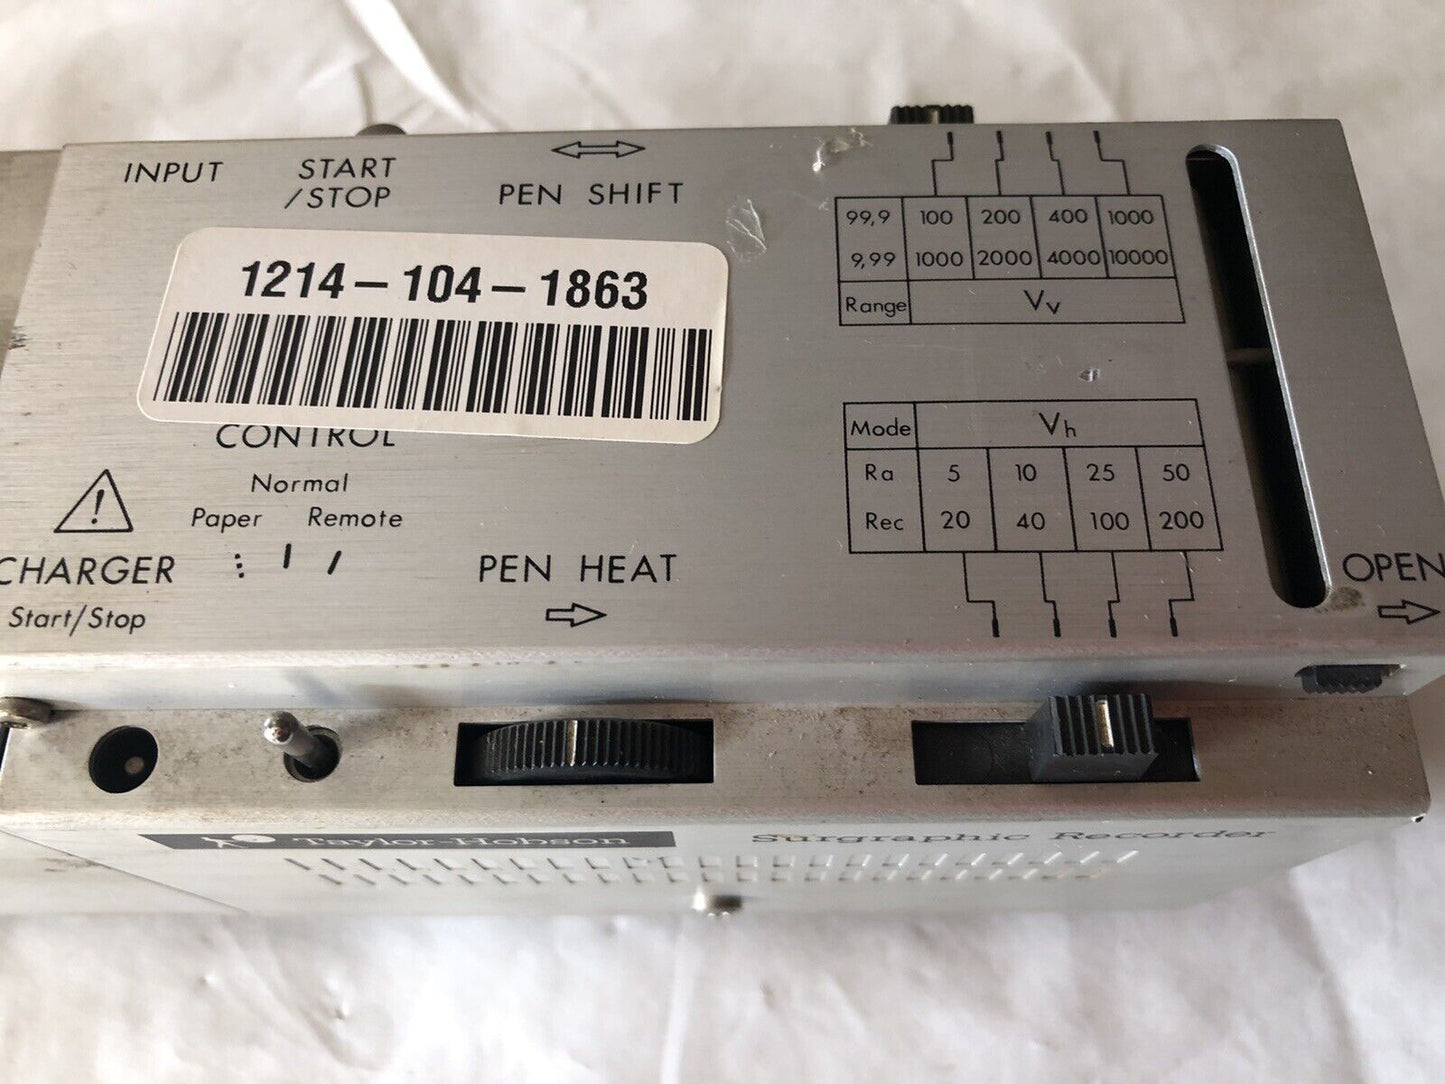 INPUT
START
/STOP
PEN SHIFT
1214-104-1863
99,9 100 200 400 1000
9,99 1000 2000 4000 10000
Range Vv
Mode Vh
Ra 5 10 25 50
Rec 20 40 100 200
CONTROL
Normal
Paper Remote
!
CHARGER
Start/Stop
PEN HEAT
OPEN
Taylor-Hobson
Surgraphic Recorder